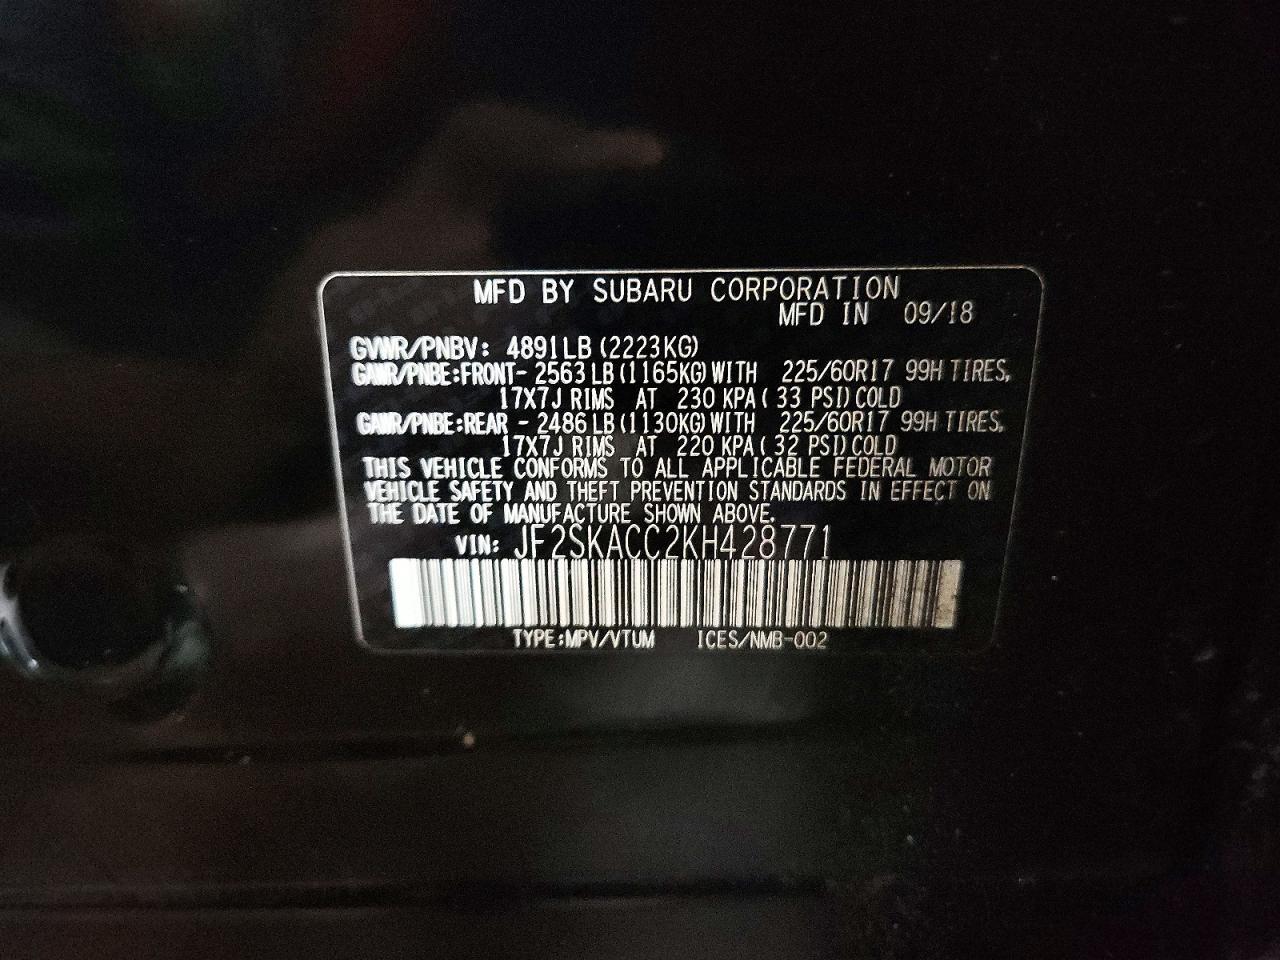 MFD BY SUBARU CORPORATION
MFD IN 09/18
GVWR/PNBV: 4891LB (2223KG)
GAWR/PNBE:FRONT- 2563 LB (1165KG) WITH 225/60R17 99H TIRES,
17X7J RIMS AT 230 KPA ( 33 PSI) COLD
GAWR/PNBE:REAR - 2486 LB (1130KG) WITH 225/60R17 99H TIRES,
17X7J RIMS AT 220 KPA ( 32 PSI) COLD
THIS VEHICLE CONFORMS TO ALL APPLICABLE FEDERAL MOTOR
VEHICLE SAFETY AND THEFT PREVENTION STANDARDS IN EFFECT ON
THE DATE OF MANUFACTURE SHOWN ABOVE.
VIN: JF2SKACC2KH428771
TYPE:MPV/VTUM ICES/NMB-002